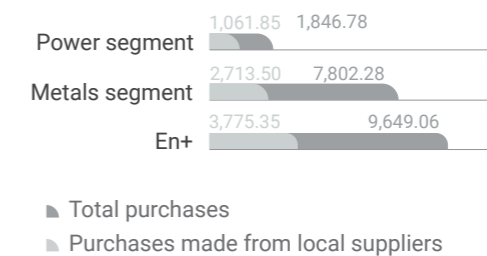 1,061.85 1,846.78
Power segment
2,713.50 7,802.28
Metals segment
3,775.35 9,649.06
En+
Total purchases
Purchases made from local suppliers